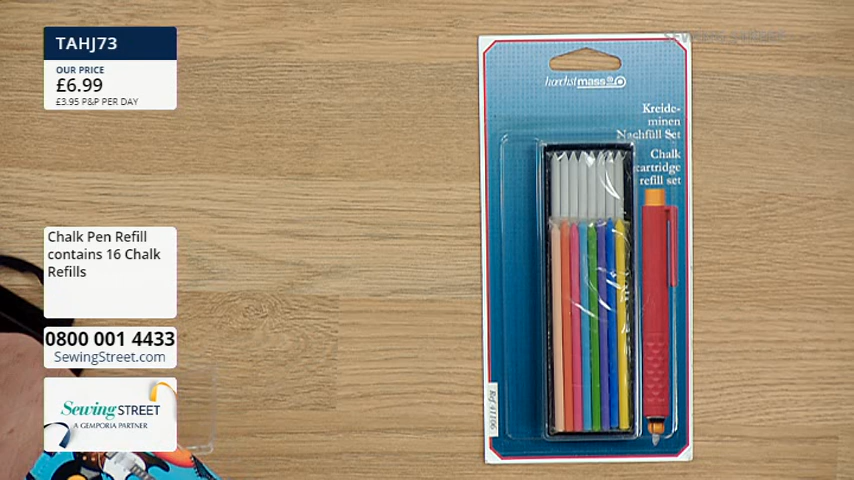 TAHJ73
OUR PRICE
£6.99
£3.95 P&P PER DAY
Chalk Pen Refill
contains 16 Chalk
Refills
0800 001 4433
SewingStreet.com
Sewing STREET
A GEMPORIA PARTNER
hoechstmass
Kreide-
minen
Nachfüll Set
Chalk
cartridge
refill set